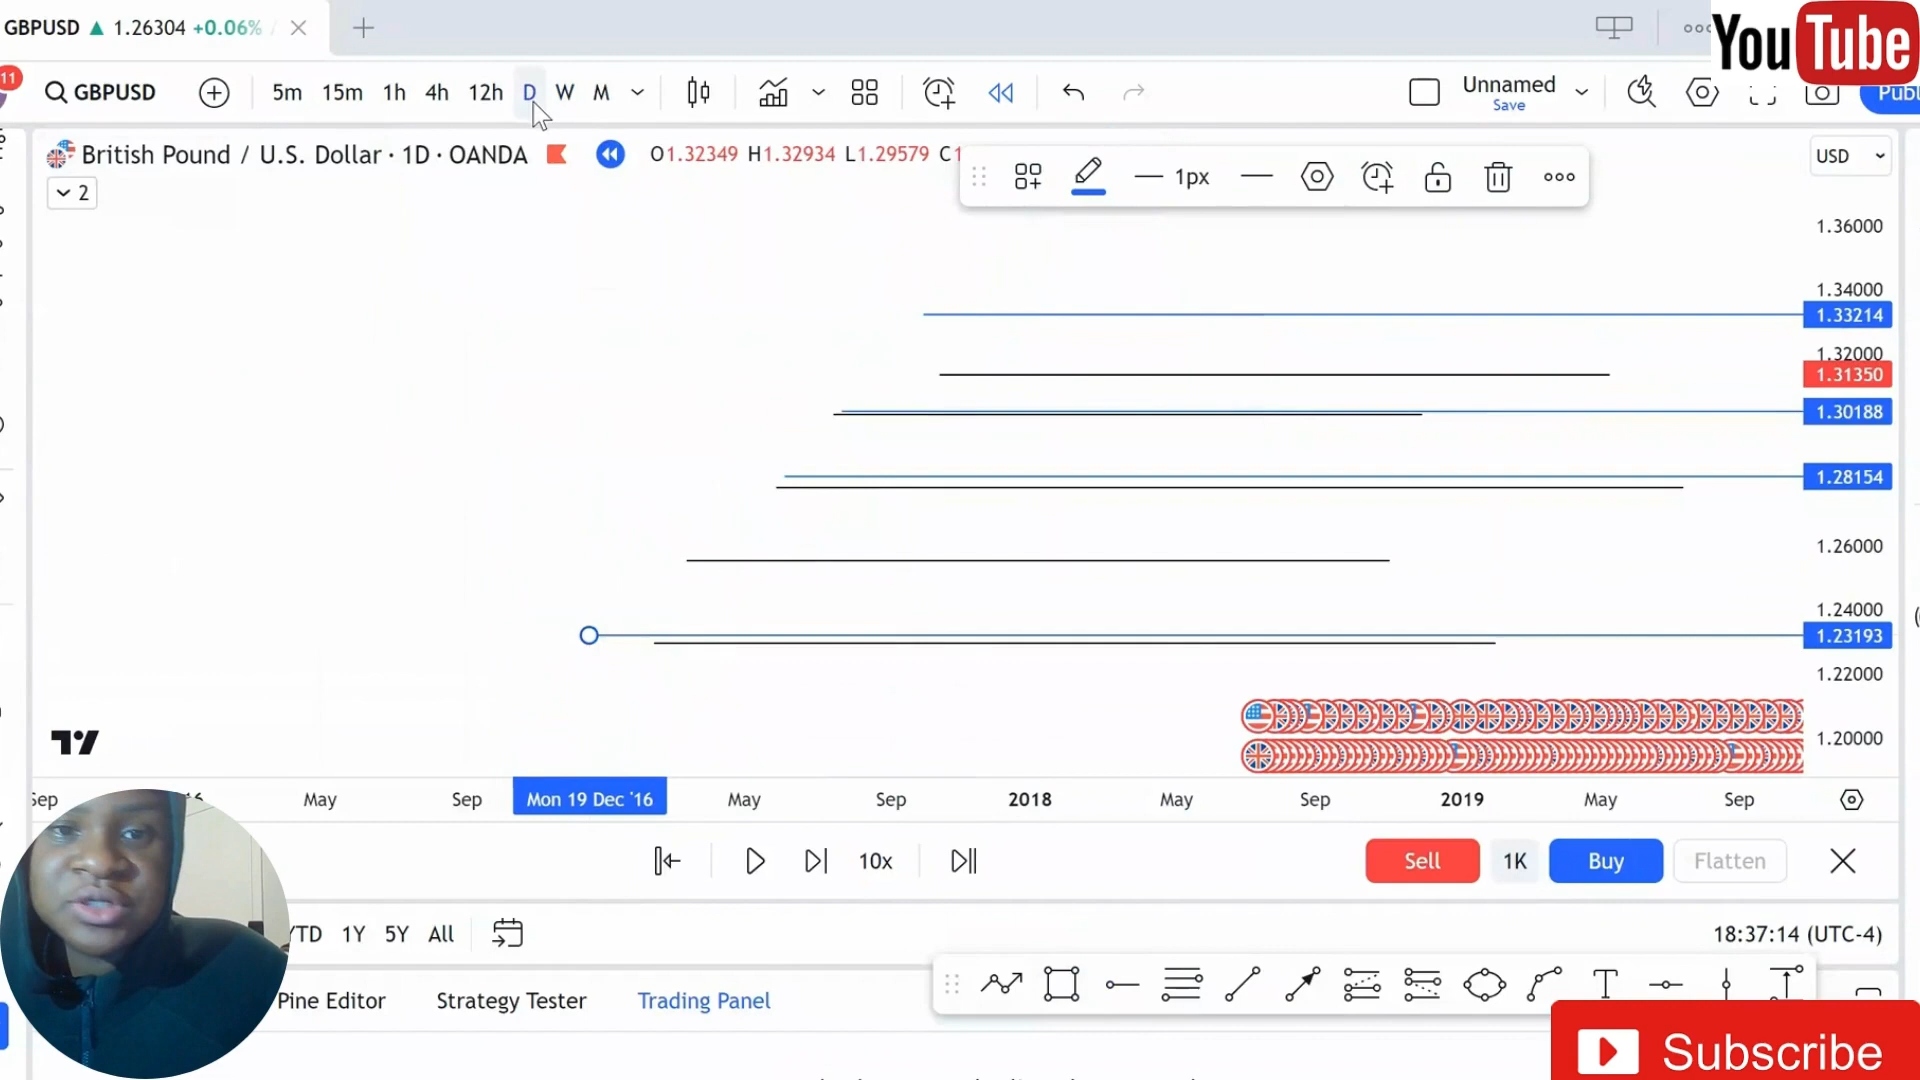 GBPUSD ▲ 1.26304 +0.06% /
YouTube
11
GBPUSD 5m 15m 1h 4h 12h D W M Unnamed
Save
Publ
British Pound / U.S. Dollar · 1D · OANDA O1.32349 H1.32934 L1.29579 C1
1px
USD
2
1.36000
1.34000
1.33214
1.32000
1.31350
1.30188
1.28154
1.26000
1.24000
1.23193
1.22000
1.20000
Sep May Sep Mon 19 Dec '16 May Sep 2018 May Sep 2019 May Sep
10x Sell 1K Buy Flatten
YTD 1Y 5Y All 18:37:14 (UTC-4)
Pine Editor Strategy Tester Trading Panel
T
Subscribe